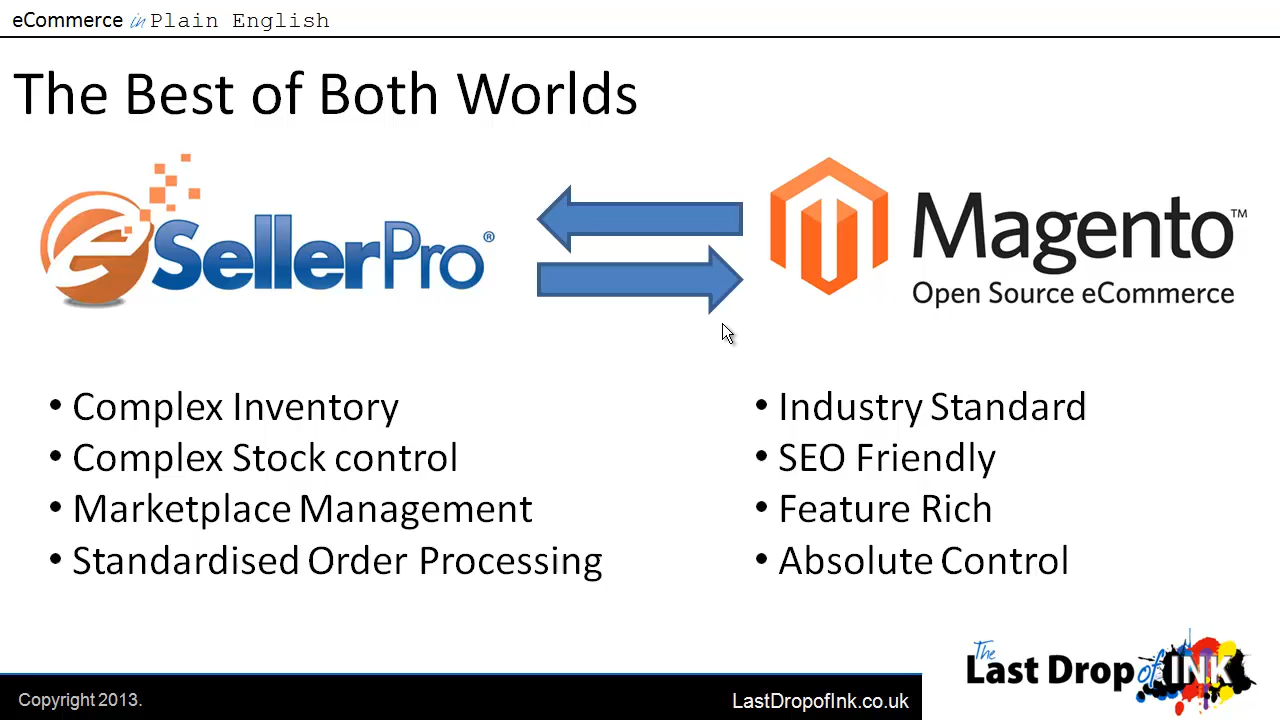 eCommerce in Plain English
The Best of Both Worlds
eSellerPro®
Magento™
Open Source eCommerce
• Complex Inventory
• Complex Stock control
• Marketplace Management
• Standardised Order Processing
• Industry Standard
• SEO Friendly
• Feature Rich
• Absolute Control
The
Last Drop of INK
Copyright 2013.
LastDropofInk.co.uk